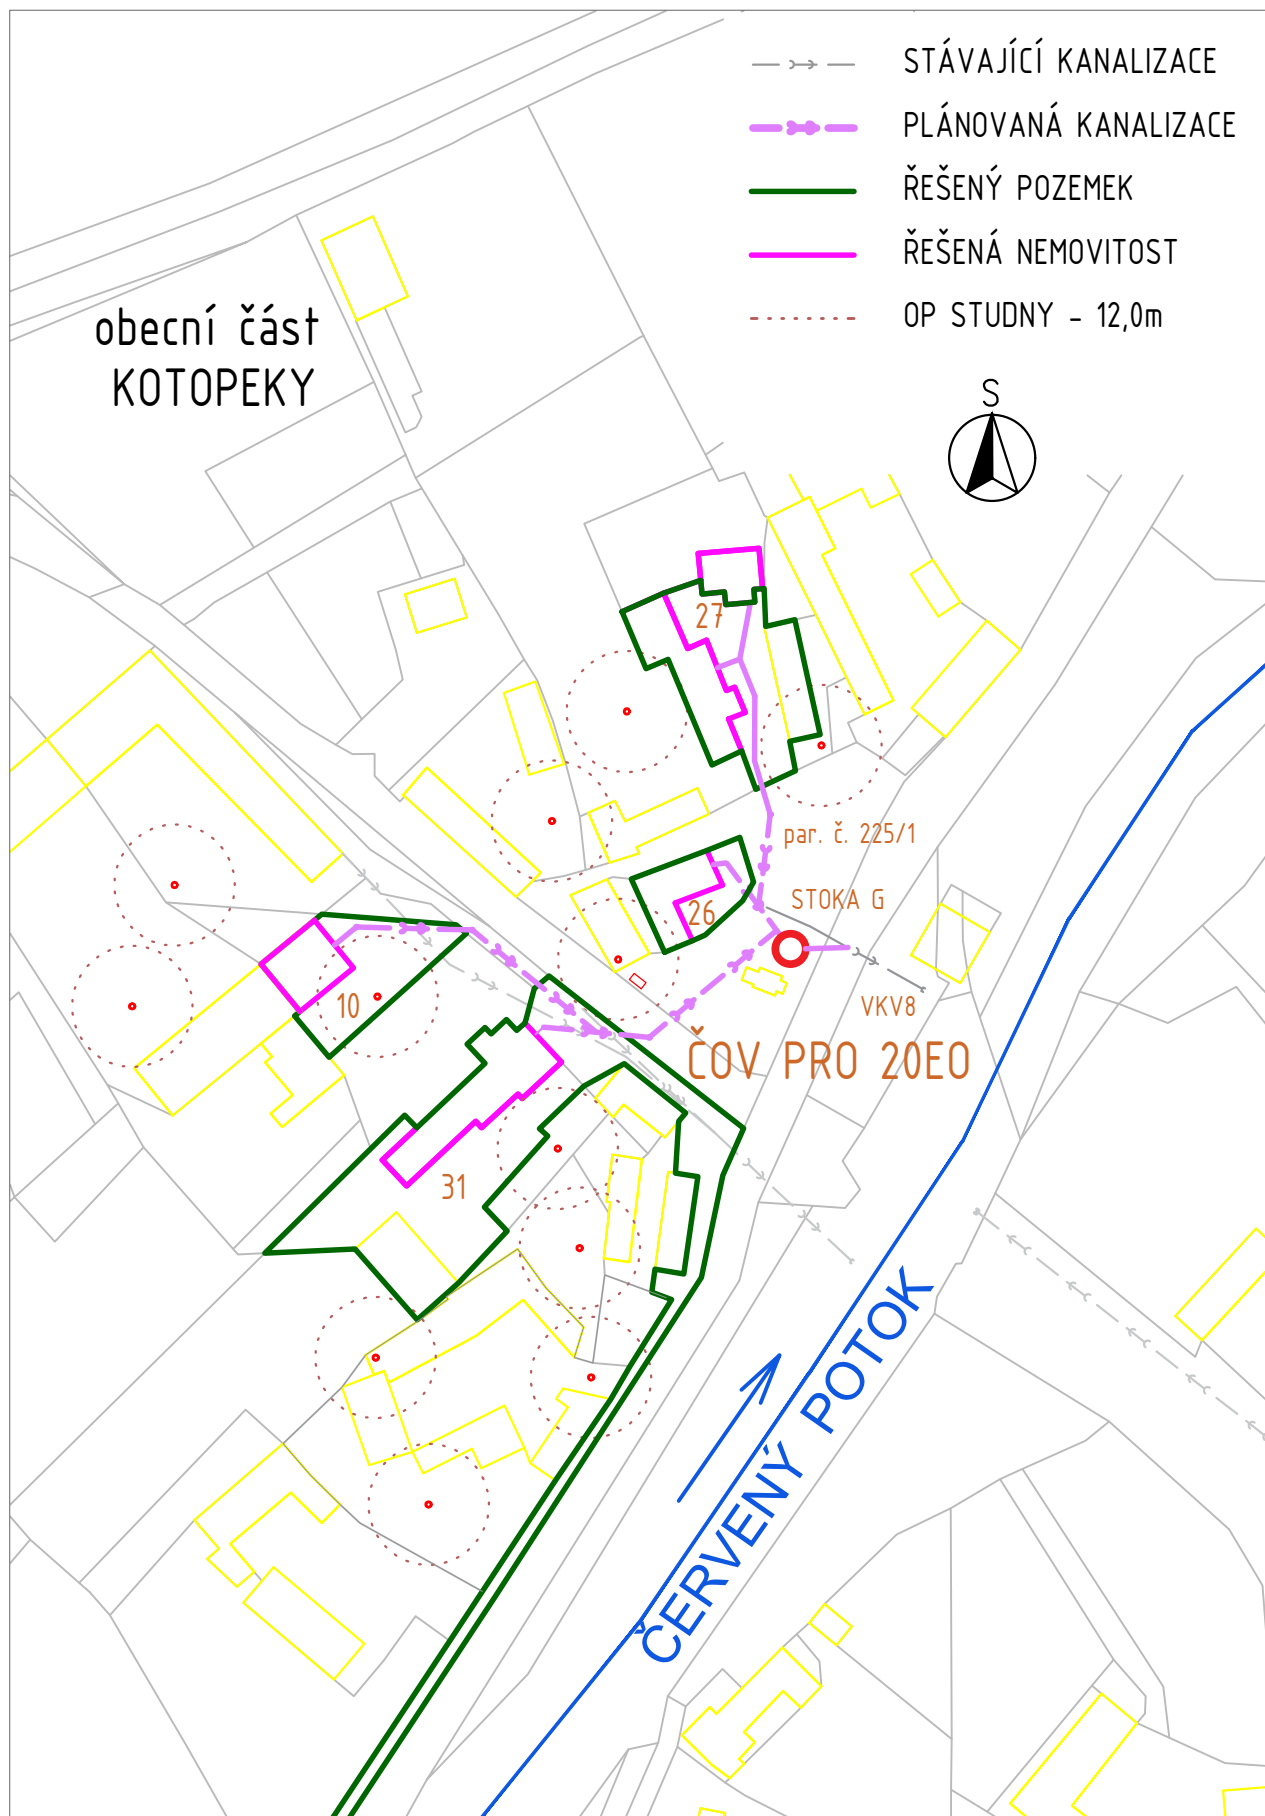 STÁVAJÍCÍ KANALIZACE
PLÁNOVANÁ KANALIZACE
ŘEŠENÝ POZEMEK
ŘEŠENÁ NEMOVITOST
OP STUDNY - 12,0m
obecní část
KOTOPEKY
S
27
par. č. 225/1
STOKA G
26
10
VKV8
ČOV PRO 20EO
31
ČERVENÝ POTOK